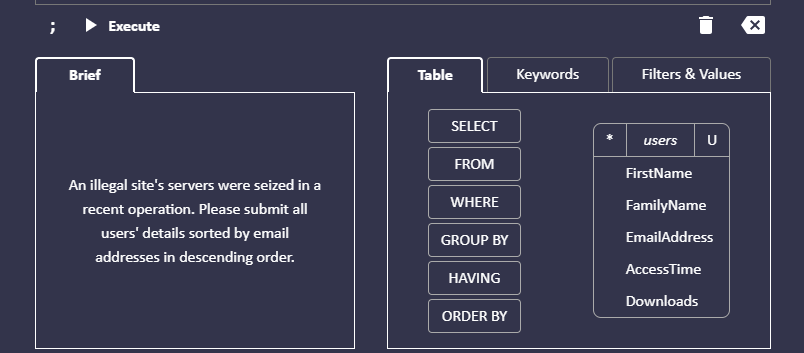 ; Execute
Brief
An illegal site's servers were seized in a
recent operation. Please submit all
users' details sorted by email
addresses in descending order.
Table Keywords Filters & Values
SELECT
FROM
WHERE
GROUP BY
HAVING
ORDER BY
* users U
FirstName
FamilyName
EmailAddress
AccessTime
Downloads